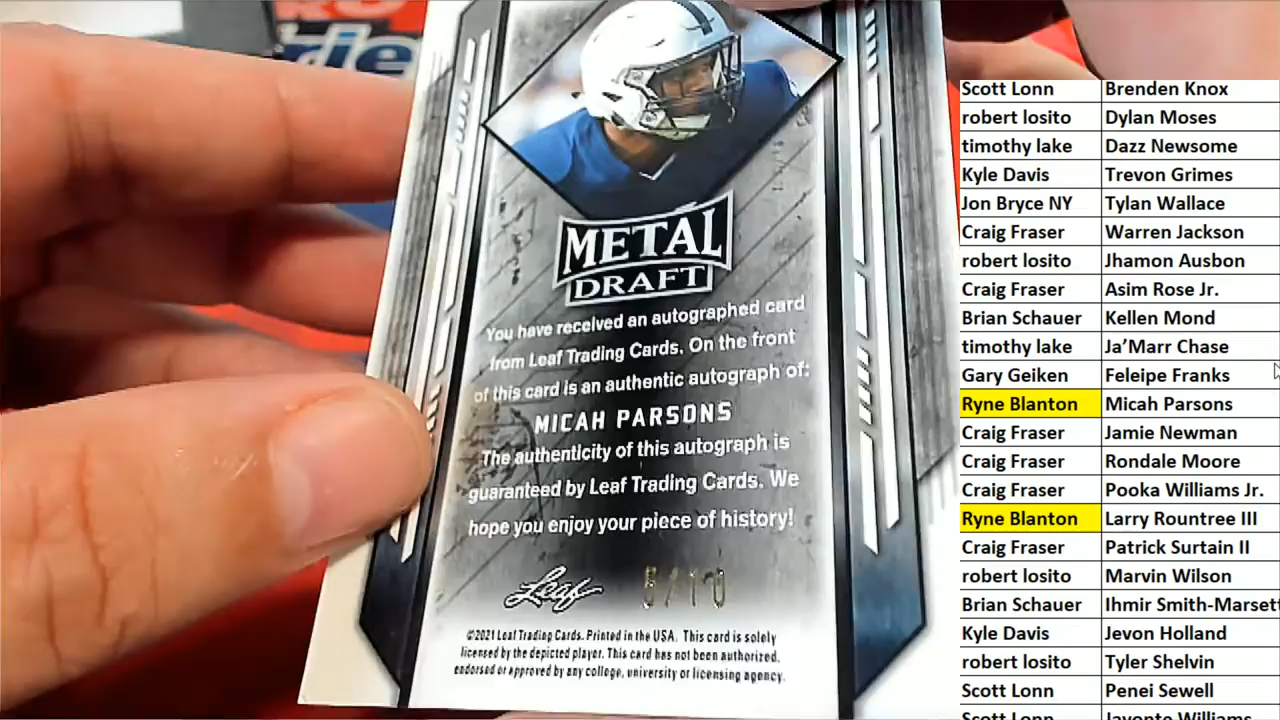 METAL
DRAFT
You have received an autographed card
from Leaf Trading Cards. On the front
of this card is an authentic autograph of:
MICAH PARSONS
The authenticity of this autograph is
guaranteed by Leaf Trading Cards. We
hope you enjoy your piece of history!
Leaf 5/10
©2021 Leaf Trading Cards. Printed in the USA. This card is solely
licensed by the depicted player. This card has not been authorized,
endorsed or approved by any college, university or licensing agency.
Scott Lonn Brenden Knox
robert losito Dylan Moses
timothy lake Dazz Newsome
Kyle Davis Trevon Grimes
Jon Bryce NY Tylan Wallace
Craig Fraser Warren Jackson
robert losito Jhamon Ausbon
Craig Fraser Asim Rose Jr.
Brian Schauer Kellen Mond
timothy lake Ja’Marr Chase
Gary Geiken Feleipe Franks
Ryne Blanton Micah Parsons
Craig Fraser Jamie Newman
Craig Fraser Rondale Moore
Craig Fraser Pooka Williams Jr.
Ryne Blanton Larry Rountree III
Craig Fraser Patrick Surtain II
robert losito Marvin Wilson
Brian Schauer Ihmir Smith-Marsett
Kyle Davis Jevon Holland
robert losito Tyler Shelvin
Scott Lonn Penei Sewell
Scott Lonn Javonte Williams